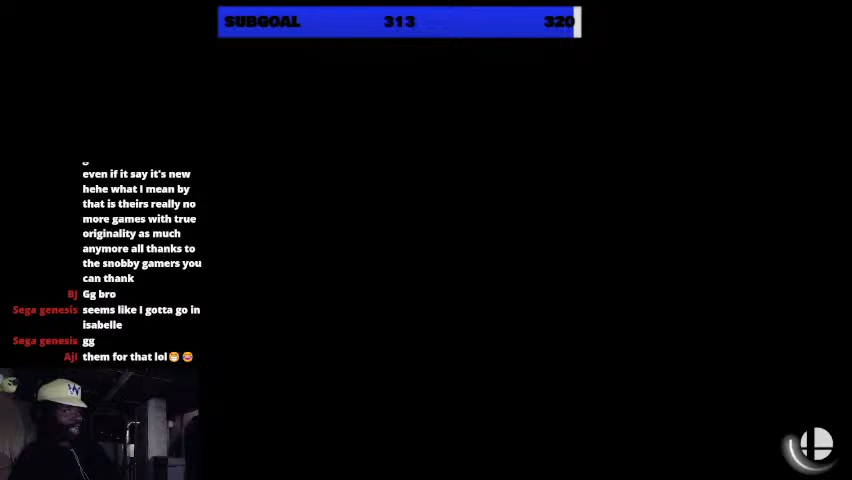 SUBGOAL 313 320
even if it say it's new
hehe what I mean by
that is theirs really no
more games with true
originality as much
anymore all thanks to
the snobby gamers you
can thank
BJ Gg bro
Sega genesis seems like I gotta go in
isabelle
Sega genesis gg
AjI them for that lol😁🤣